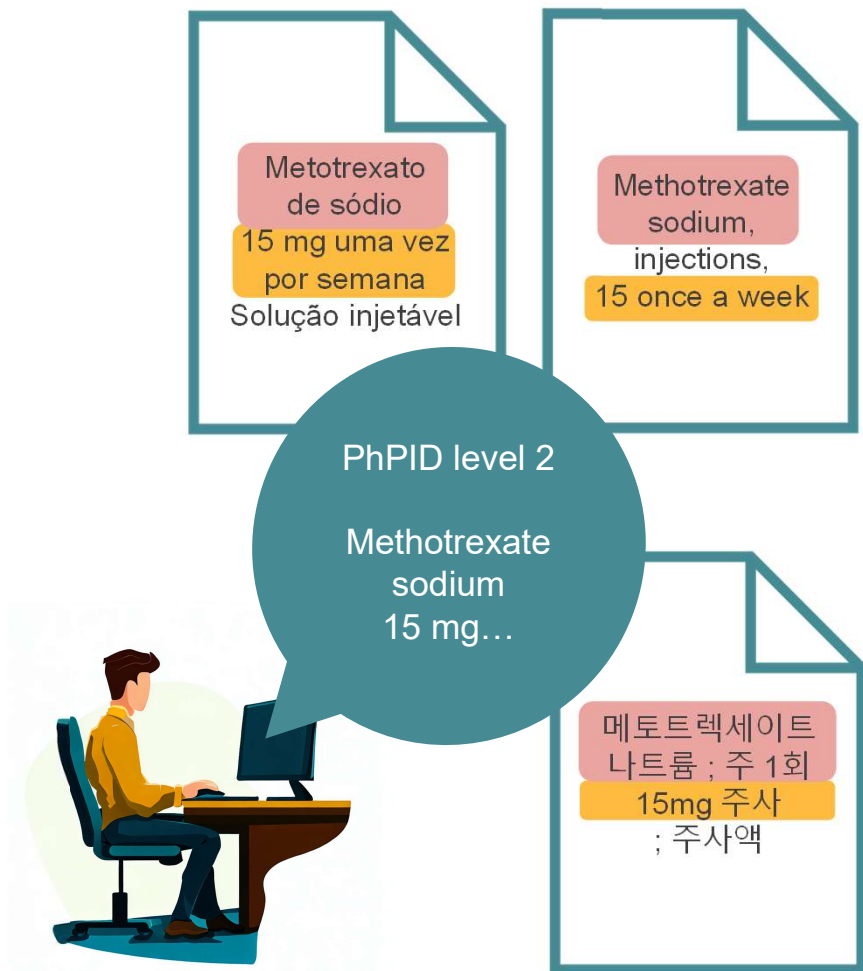 Metotrexato
de sódio
15 mg uma vez
por semana
Solução injetável
Methotrexate
sodium,
injections,
15 once a week
PhPID level 2
Methotrexate
sodium
15 mg...
메토트렉세이트
나트륨 ; 주 1회
15mg 주사
; 주사액